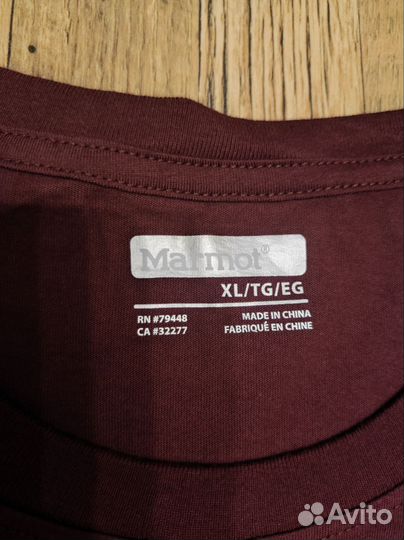 Marmot®
XL/TG/EG
RN #79448
CA #32277
MADE IN CHINA
FABRIQUÉ EN CHINE
Avito